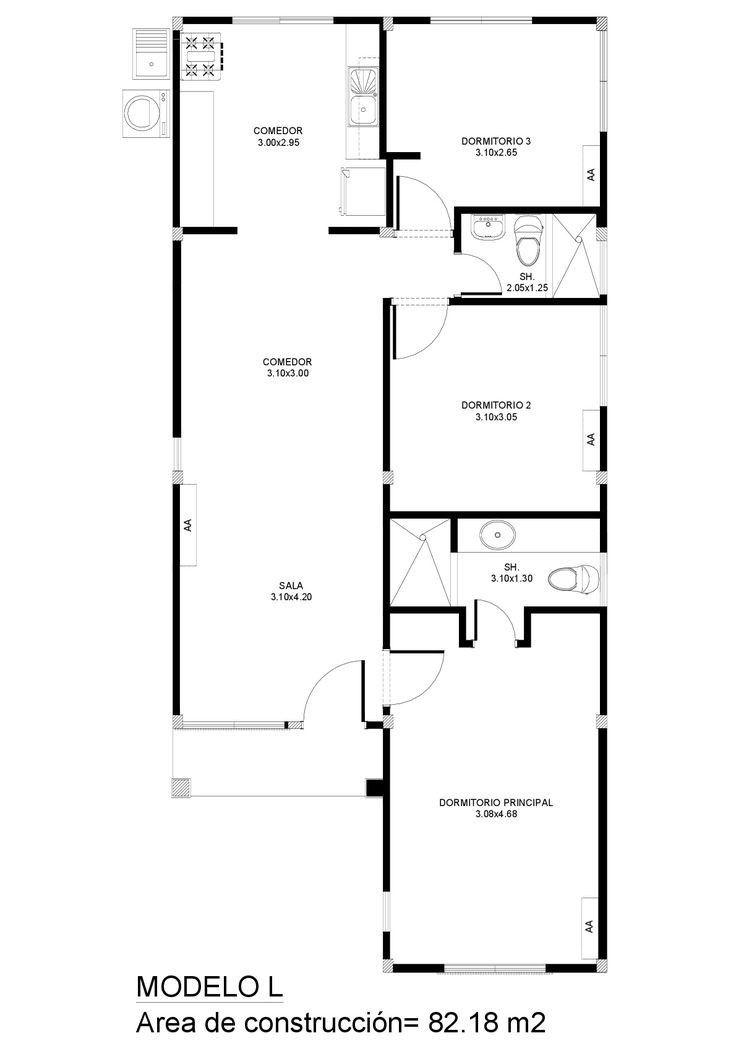 COMEDOR
3.00x2.95
DORMITORIO 3
3.10x2.65
AA
SH.
2.05x1.25
COMEDOR
3.10x3.00
DORMITORIO 2
3.10x3.05
AA
AA
SH.
3.10x1.30
SALA
3.10x4.20
DORMITORIO PRINCIPAL
3.08x4.68
AA
MODELO L
Area de construcción= 82.18 m2